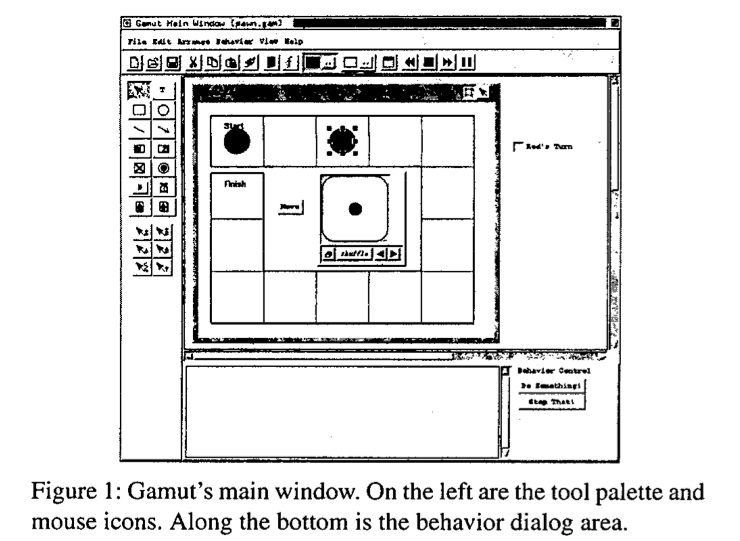 Gamut Main Window [pawn.gam]
File Edit Arrange Behavior View Help
Start
Red's Turn
Finish
Move
shuffle
Behavior Control
Do Something!
Stop That!
Figure 1: Gamut's main window. On the left are the tool palette and
mouse icons. Along the bottom is the behavior dialog area.